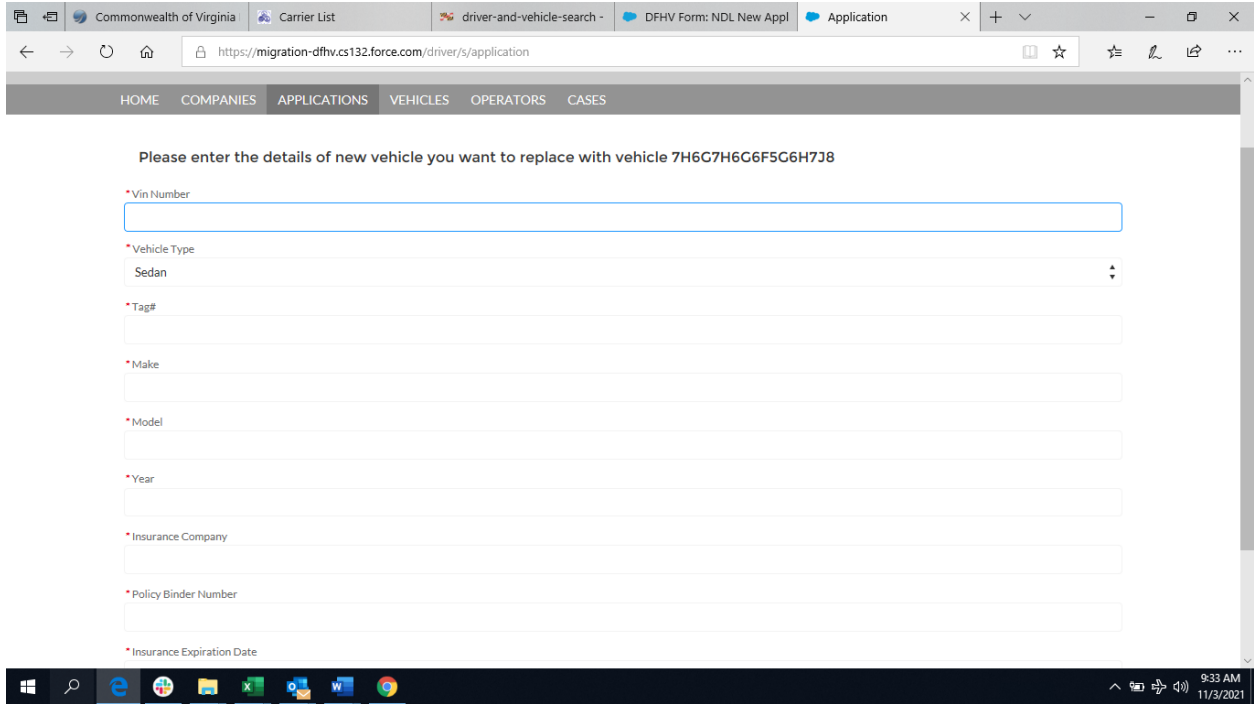 Commonwealth of Virginia
Carrier List
driver-and-vehicle-search -
DFHV Form: NDL New Appl
Application
https://migration-dfhv.cs132.force.com/driver/s/application
HOME COMPANIES APPLICATIONS VEHICLES OPERATORS CASES
Please enter the details of new vehicle you want to replace with vehicle 7H6G7H6G6F5G6H7J8
*Vin Number
*Vehicle Type
Sedan
*Tag#
*Make
*Model
*Year
*Insurance Company
*Policy Binder Number
*Insurance Expiration Date
9:33 AM
11/3/2021